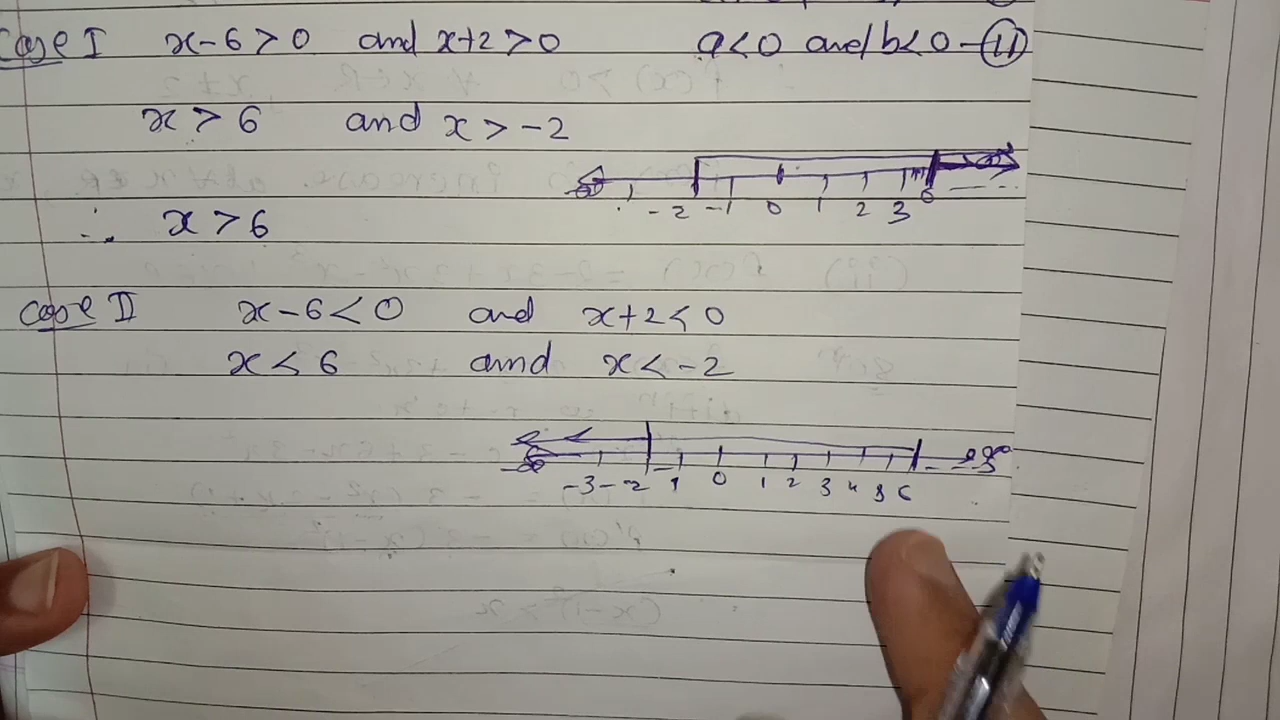 Case I x-6>0 and x+2>0 a<0 and b<0 - (ii)
x > 6 and x > -2
-2 -1 0 1 2 3 6
∴ x > 6
Case II x-6<0 and x+2<0
x < 6 and x < -2
-3 -2 -1 0 1 2 3 4 5 6